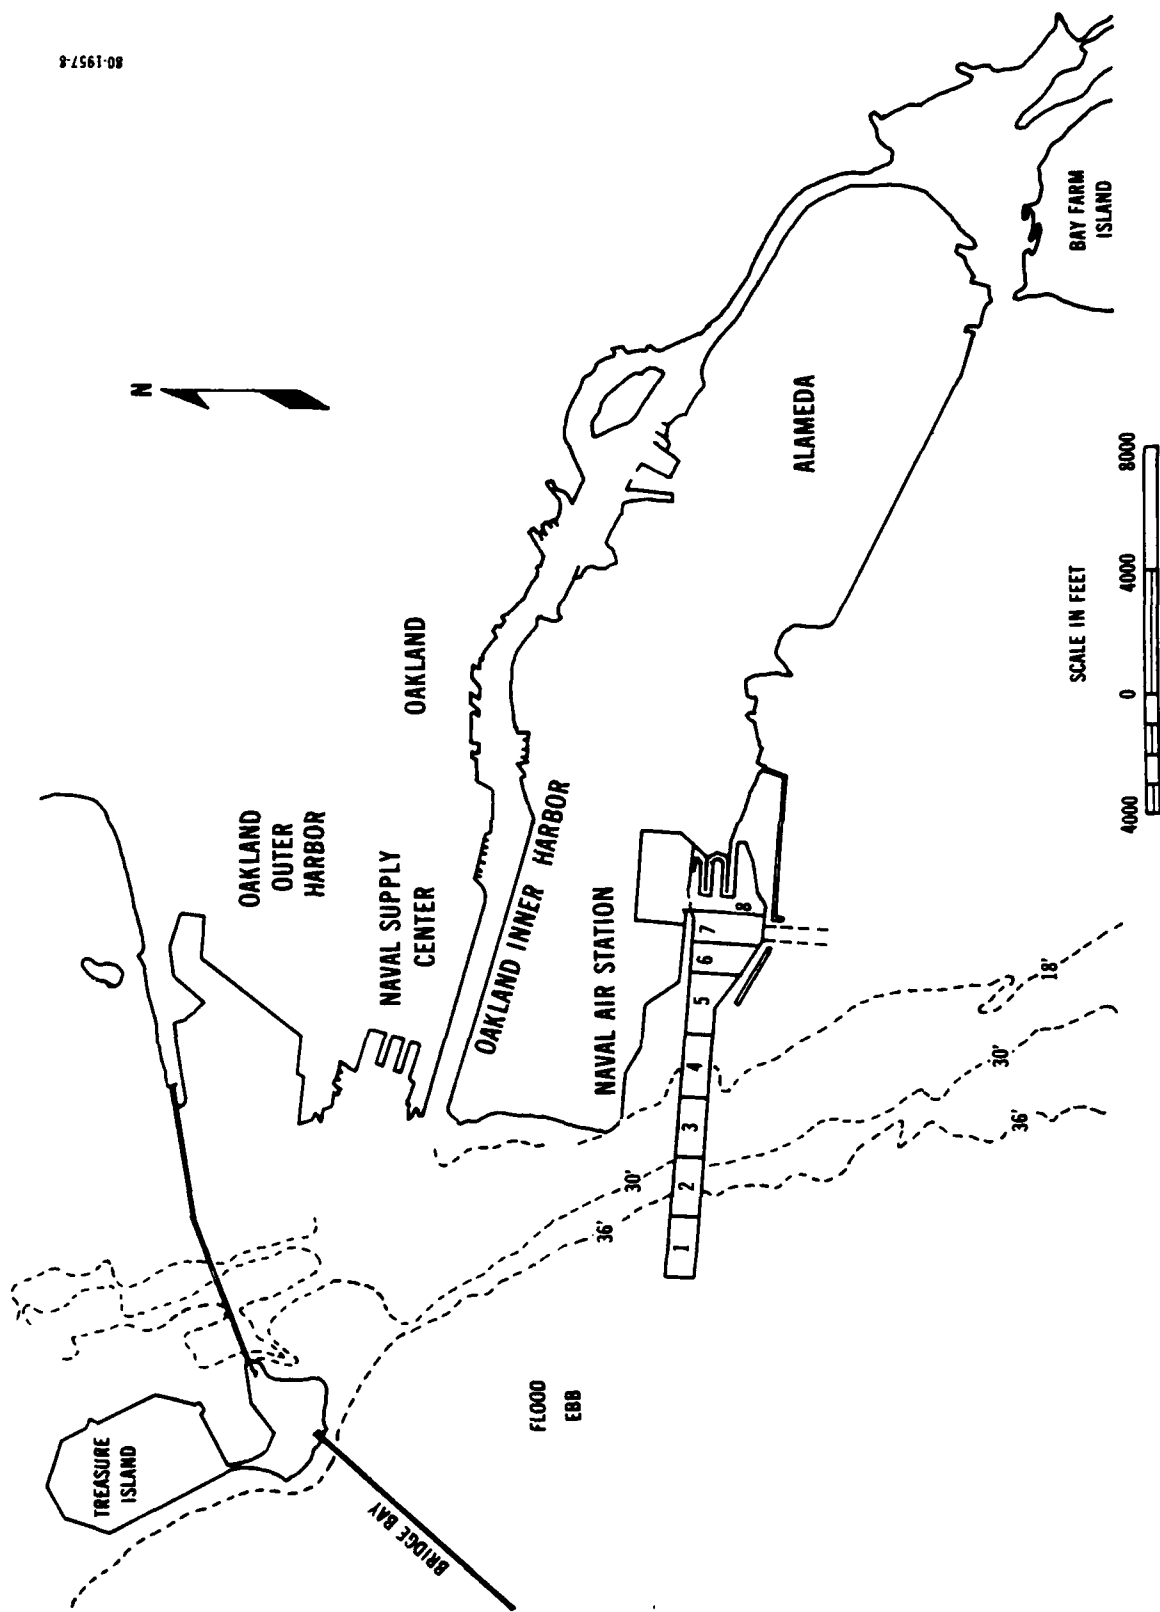 80-1957-8
N
TREASURE
ISLAND
BRIDGE BAY
OAKLAND
OUTER
HARBOR
NAVAL SUPPLY
CENTER
OAKLAND
OAKLAND INNER HARBOR
NAVAL AIR STATION
ALAMEDA
BAY FARM
ISLAND
FLOOD
EBB
36'
30'
1
2
3
4
5
6
7
8
18'
30'
36'
SCALE IN FEET
4000
0
4000
8000